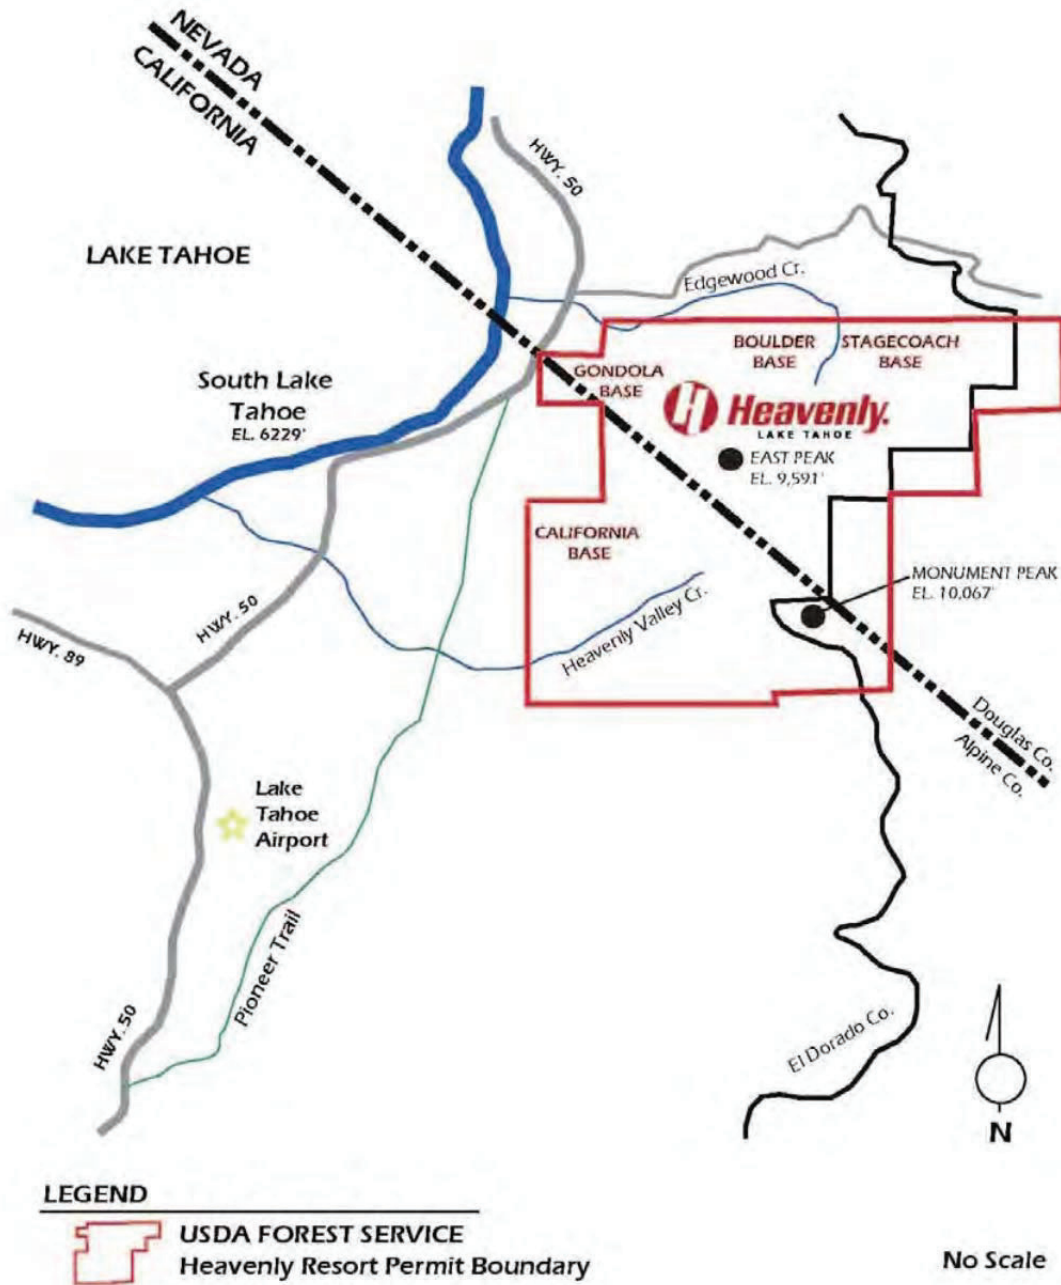 NEVADA
CALIFORNIA
HWY. 50
LAKE TAHOE
Edgewood Cr.
BOULDER
BASE
STAGECOACH
BASE
GONDOLA
BASE
South Lake
Tahoe
EL. 6229'
H Heavenly.
LAKE TAHOE
EAST PEAK
EL. 9,591'
CALIFORNIA
BASE
MONUMENT PEAK
EL. 10,067'
HWY. 50
Heavenly Valley Cr.
HWY. 89
Douglas Co.
Alpine Co.
Lake
Tahoe
Airport
Pioneer Trail
HWY. 50
El Dorado Co.
N
LEGEND
USDA FOREST SERVICE
Heavenly Resort Permit Boundary
No Scale